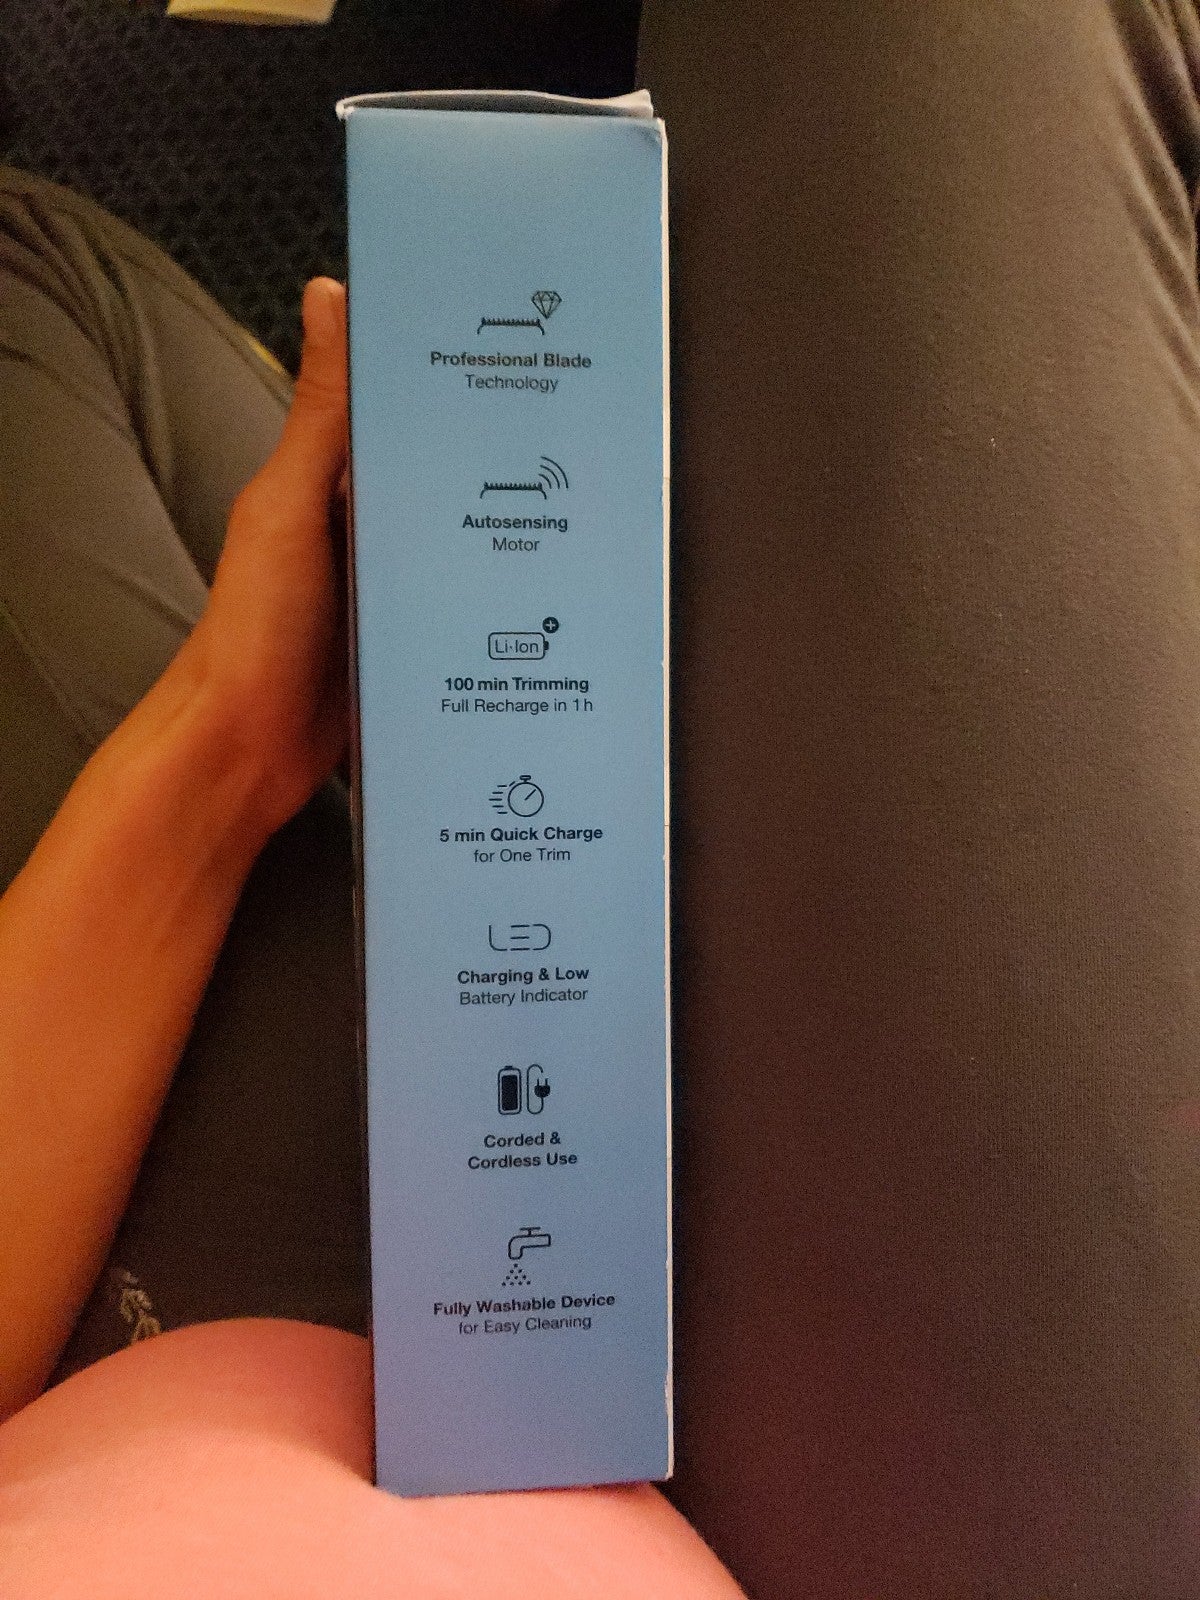 Professional Blade
Technology
Autosensing
Motor
Li-Ion
100 min Trimming
Full Recharge in 1h
5 min Quick Charge
for One Trim
LED
Charging & Low
Battery Indicator
Corded &
Cordless Use
Fully Washable Device
for Easy Cleaning